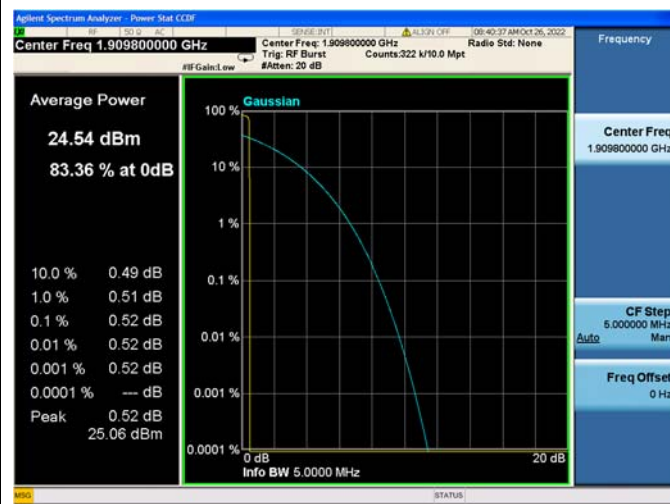 Agilent Spectrum Analyzer - Power Stat CCDF
RF 50 Ω AC SENSE:INT ALIGN OFF 09:40:37 AM Oct 26, 2022
Center Freq 1.909800000 GHz
Center Freq: 1.909800000 GHz Radio Std: None
Trig: RF Burst Counts:322 k/10.0 Mpt
#IFGain:Low #Atten: 20 dB
Frequency
Average Power
24.54 dBm
83.36 % at 0dB
10.0 % 0.49 dB
1.0 % 0.51 dB
0.1 % 0.52 dB
0.01 % 0.52 dB
0.001 % 0.52 dB
0.0001 % --- dB
Peak 0.52 dB
25.06 dBm
Gaussian
100 %
10 %
1 %
0.1 %
0.01 %
0.001 %
0.0001 %
0 dB 20 dB
Info BW 5.0000 MHz
Center Freq
1.909800000 GHz
CF Step
5.000000 MHz
Auto Man
Freq Offset
0 Hz
MSG STATUS